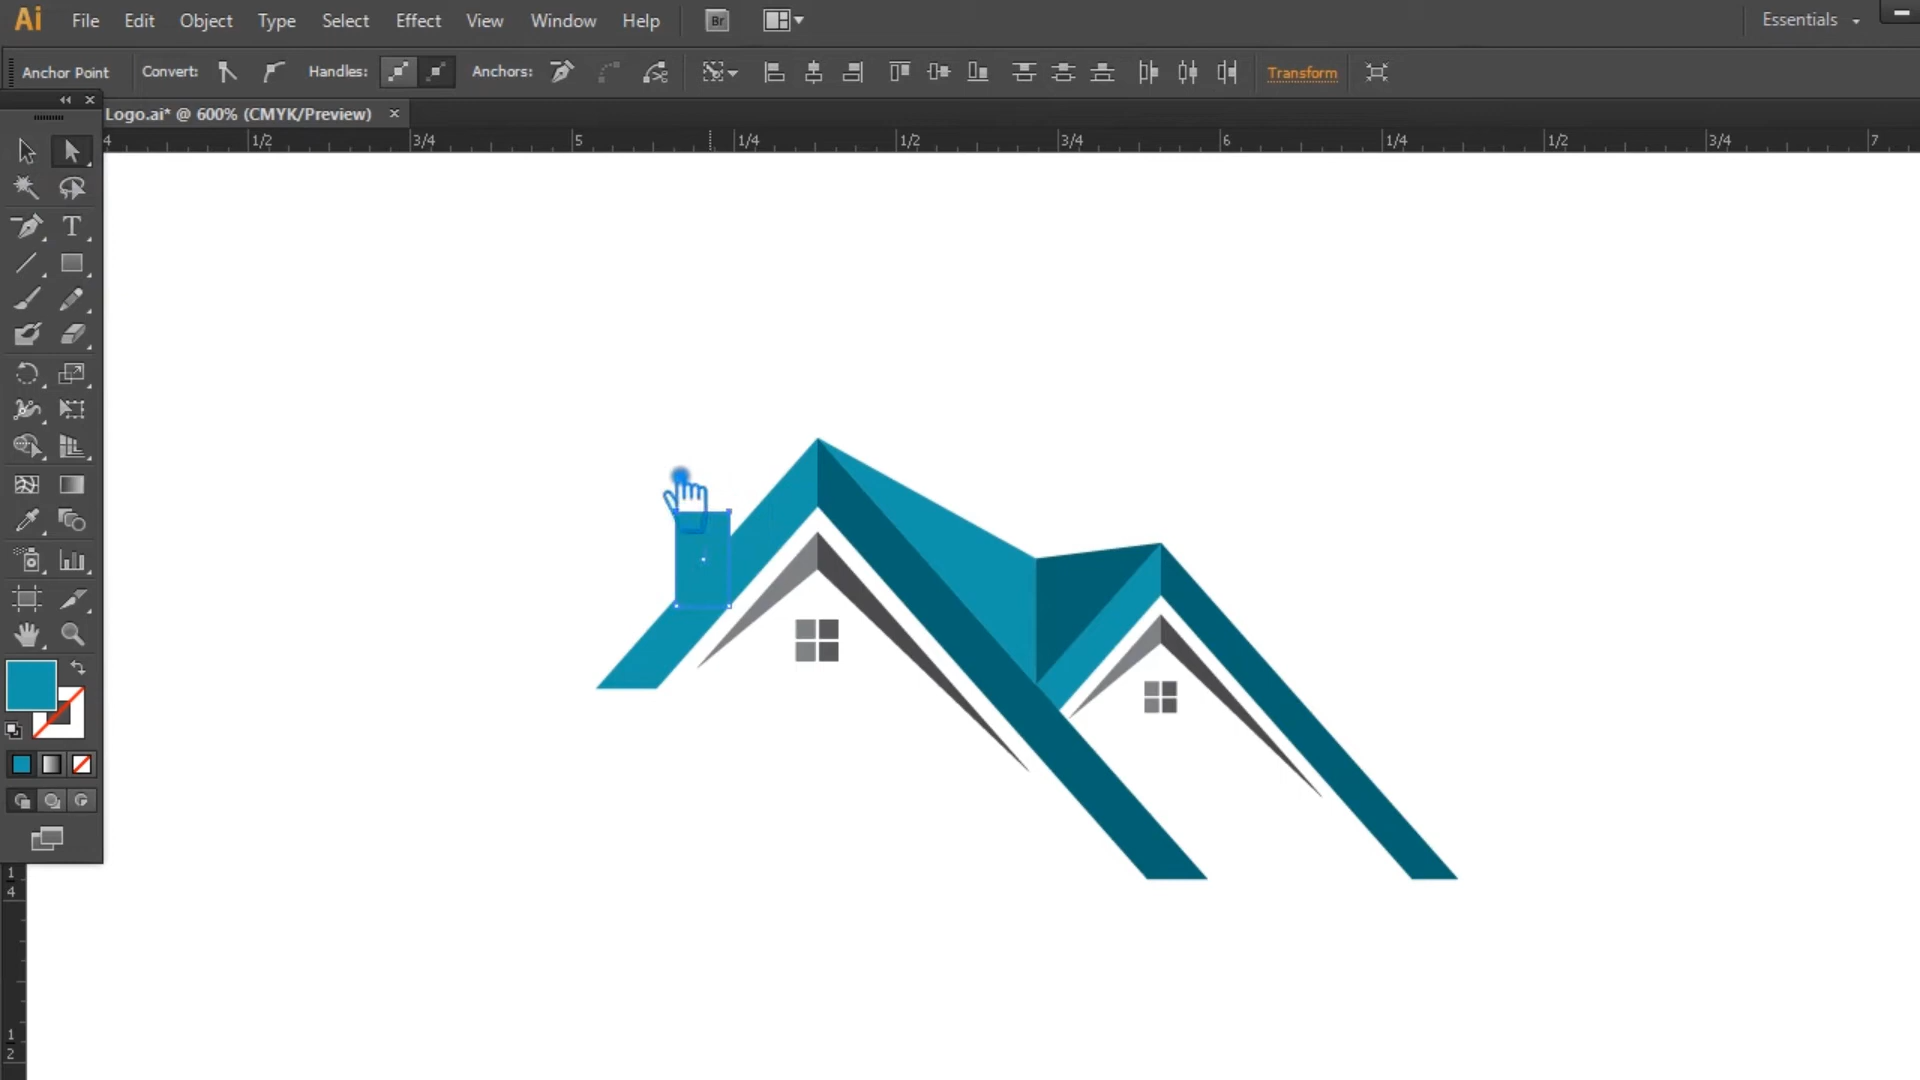 Ai File Edit Object Type Select Effect View Window Help Br Essentials
Anchor Point Convert: Handles: Anchors: Transform
Logo.ai* @ 600% (CMYK/Preview)
4 1/2 3/4 5 1/4 1/2 3/4 6 1/4 1/2 3/4 7
T
1
4
1
2